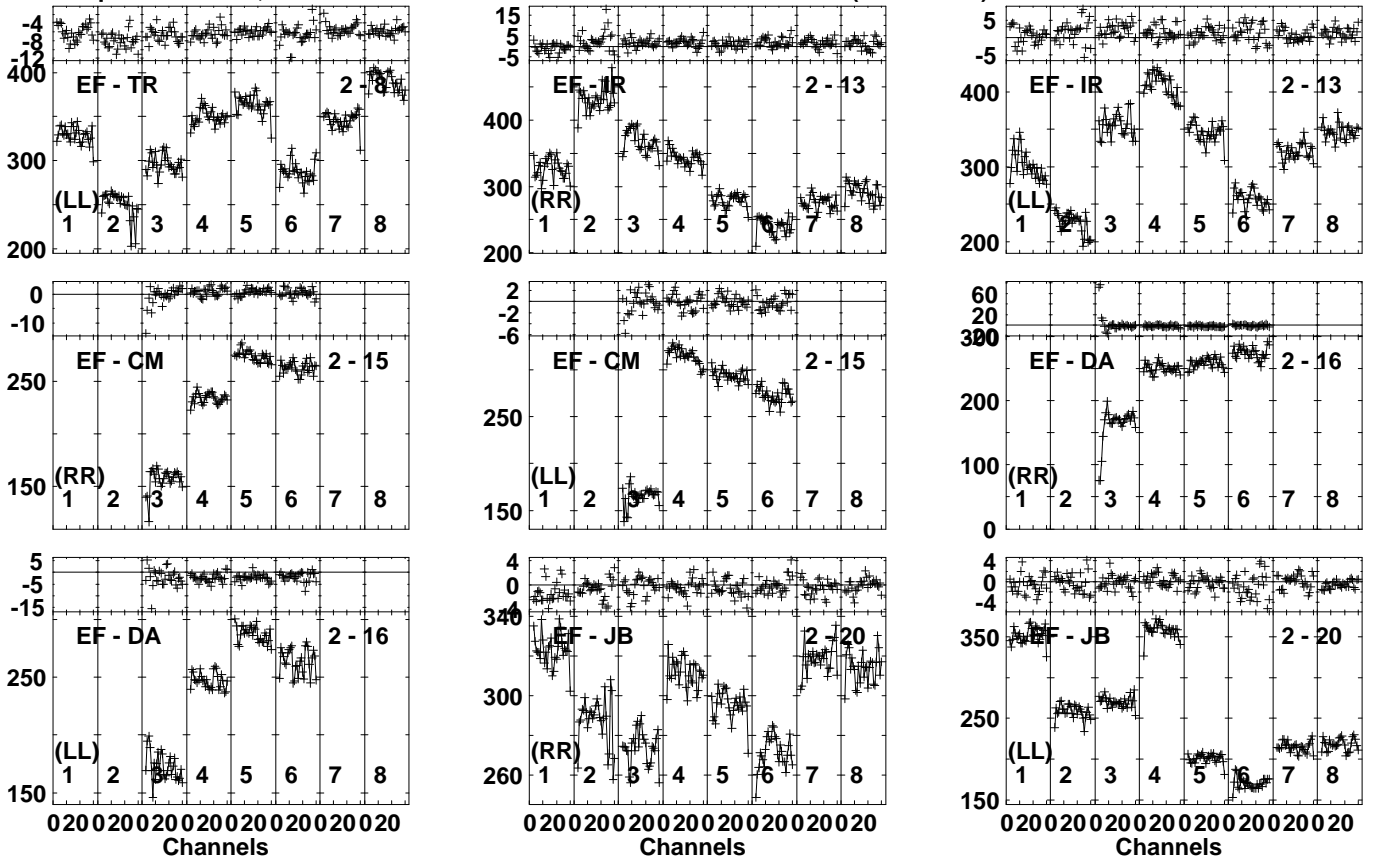 -4
-8
-12
400
300
200
EF - TR
2 - 8
(LL)
1 2 3 4 5 6 7 8
15
5
-5
400
300
200
EF - IR
2 - 13
(RR)
1 2 3 4 5 6 7 8
5
-5
400
300
200
EF - IR
2 - 13
(LL)
1 2 3 4 5 6 7 8
0
-10
250
150
EF - CM
2 - 15
(RR)
1 2 3 4 5 6 7 8
2
-2
-6
250
150
EF - CM
2 - 15
(LL)
1 2 3 4 5 6 7 8
60
20
200
100
0
EF - DA
2 - 16
(RR)
1 2 3 4 5 6 7 8
5
-5
-15
250
150
EF - DA
2 - 16
(LL)
1 2 3 4 5 6 7 8
4
0
340
300
260
EF - JB
2 - 20
(RR)
1 2 3 4 5 6 7 8
4
0
-4
350
250
150
EF - JB
2 - 20
(LL)
1 2 3 4 5 6 7 8
0 20 0 20 0 20 0 20 0 20 0 20 0 20 0 20
Channels
0 20 0 20 0 20 0 20 0 20 0 20 0 20 0 20
Channels
0 20 0 20 0 20 0 20 0 20 0 20 0 20 0 20
Channels